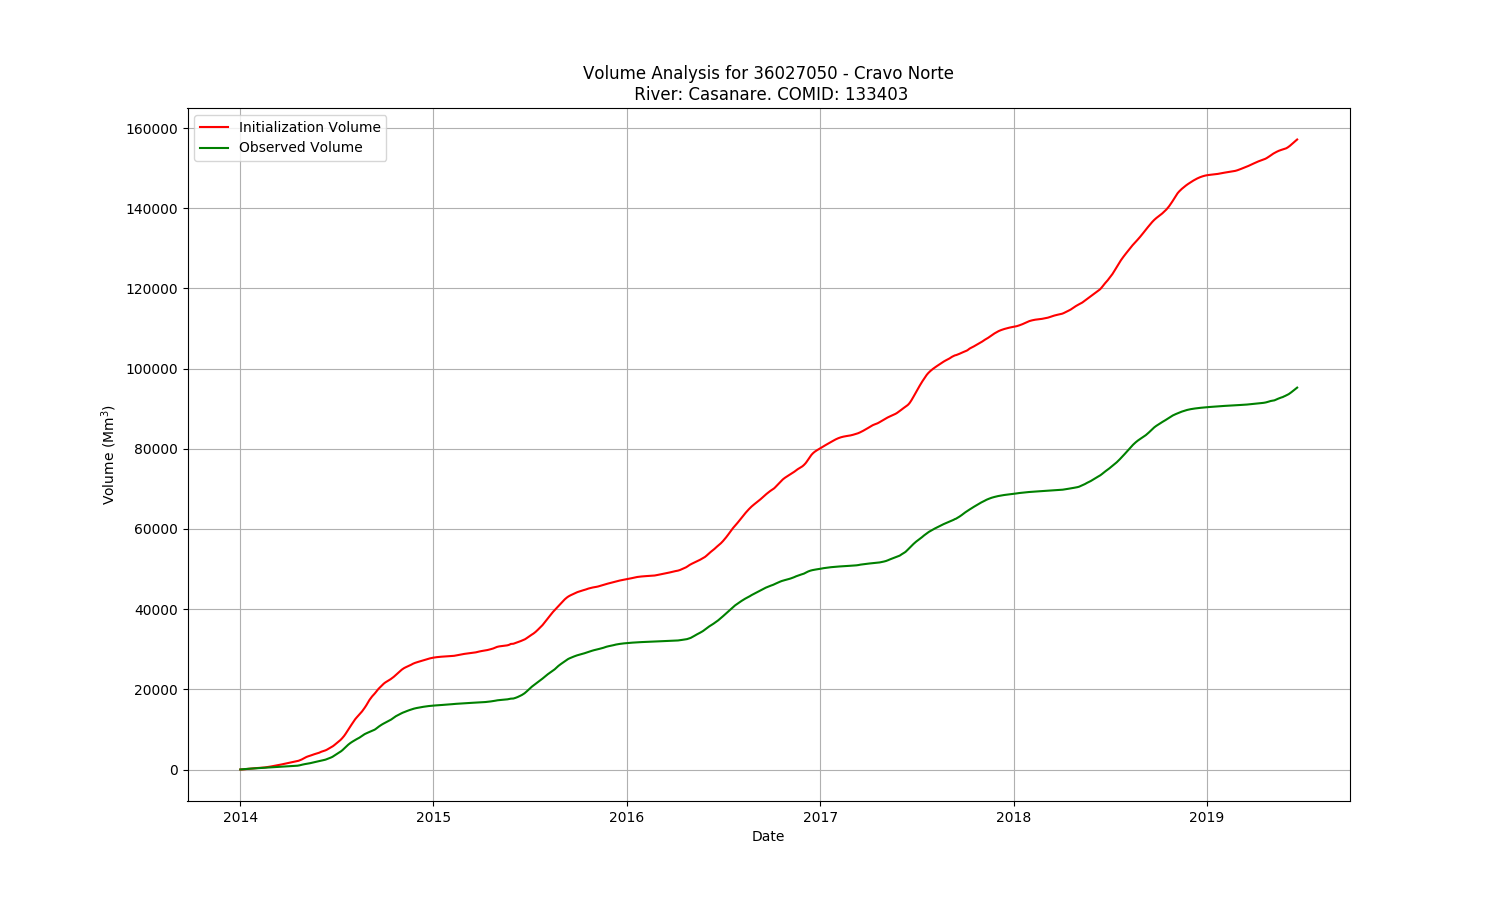 Volume Analysis for 36027050 - Cravo Norte
River: Casanare. COMID: 133403
Initialization Volume
Observed Volume
160000
140000
120000
100000
80000
60000
40000
20000
0
Volume (Mm³)
2014 2015 2016 2017 2018 2019
Date